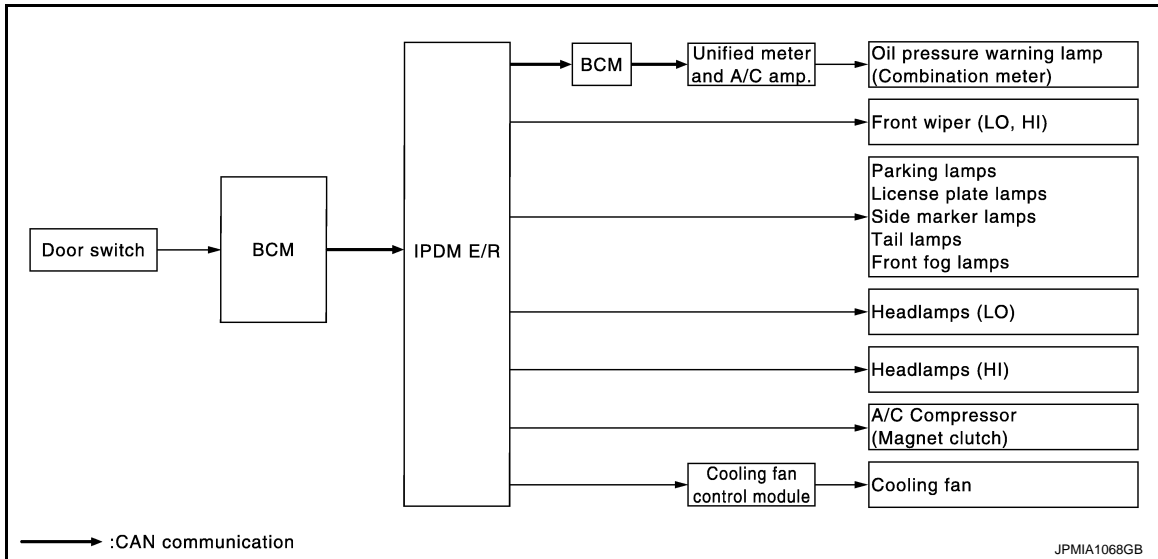 Door switch
BCM
IPDM E/R
BCM
Unified meter
and A/C amp.
Oil pressure warning lamp
(Combination meter)
Front wiper (LO, HI)
Parking lamps
License plate lamps
Side marker lamps
Tail lamps
Front fog lamps
Headlamps (LO)
Headlamps (HI)
A/C Compressor
(Magnet clutch)
Cooling fan
control module
Cooling fan
:CAN communication
JPMIA1068GB